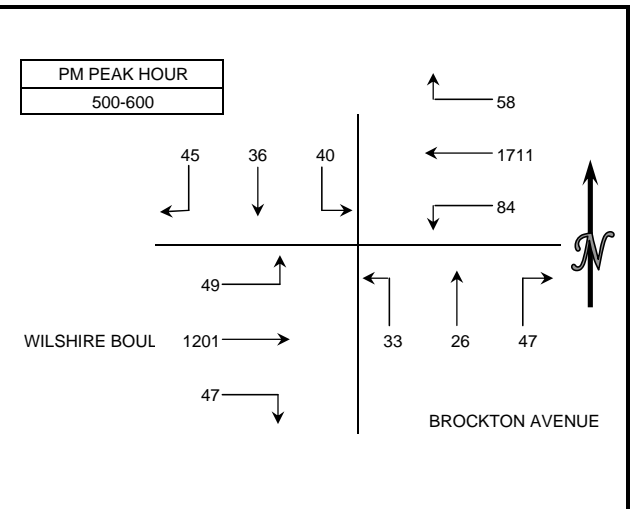 PM PEAK HOUR
500-600
58
45 36 40
1711
84
49
WILSHIRE BOUL 1201
33 26 47
47
BROCKTON AVENUE
N